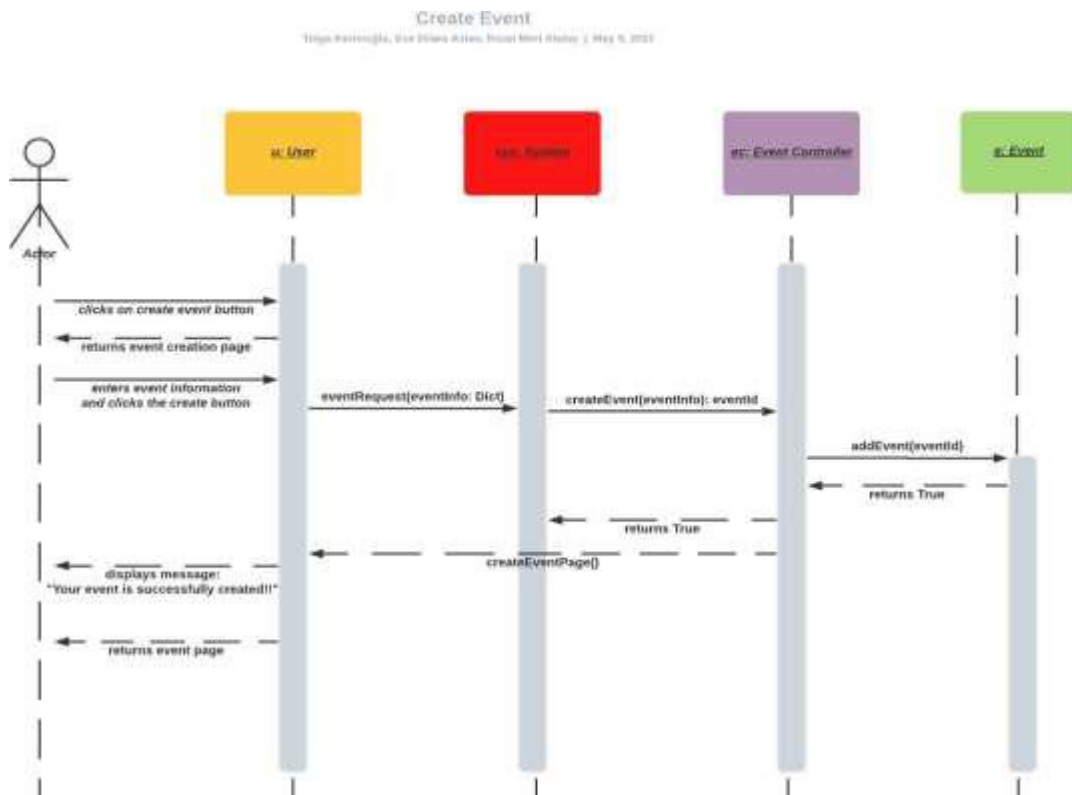 Create Event
u: User
System
ec: Event Controller
e: Event
Actor
clicks on create event button
returns event creation page
enters event information
and clicks the create button
eventRequest(eventInfo: Dict)
createEvent(eventInfo): eventId
addEvent(eventId)
returns True
returns True
createEventPage()
displays message:
"Your event is successfully created!!"
returns event page